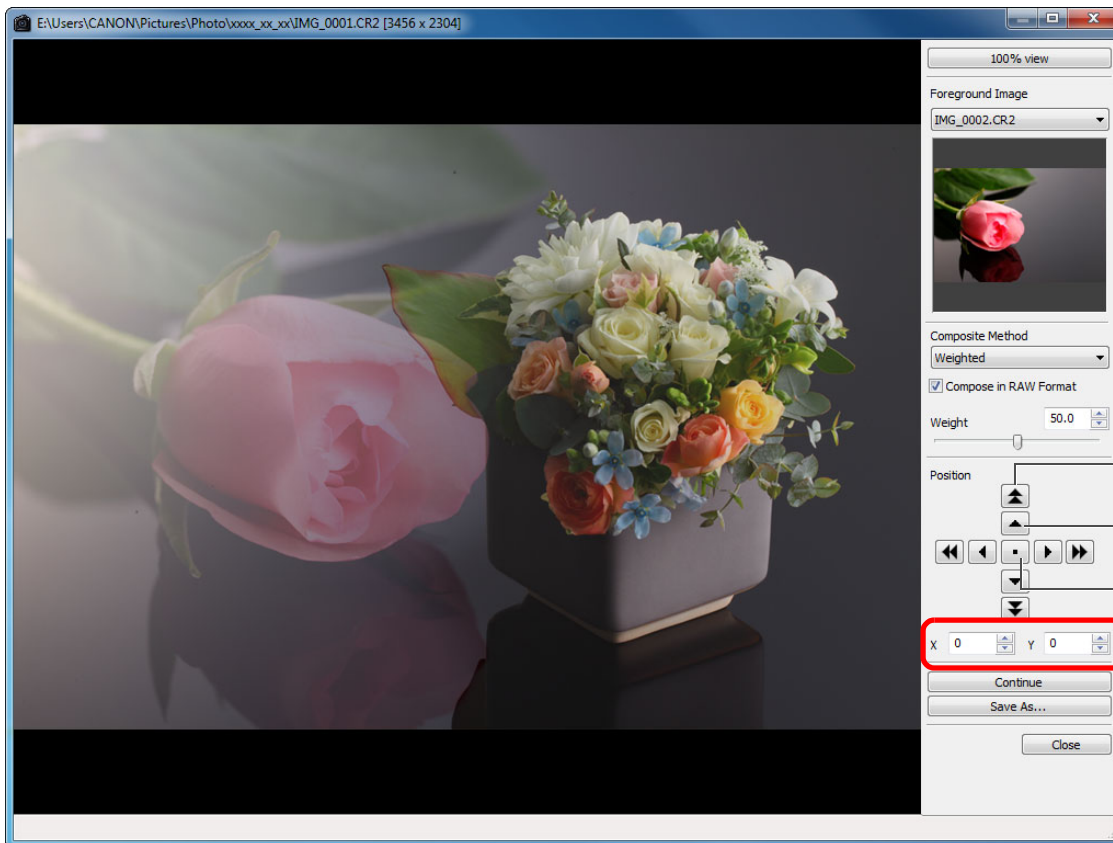 E:\Users\CANON\Pictures\Photo\xxxx_xx_xx\IMG_0001.CR2 [3456 x 2304]
100% view
Foreground Image
IMG_0002.CR2
Composite Method
Weighted
Compose in RAW Format
Weight 50.0
Position
X 0 Y 0
Continue
Save As...
Close